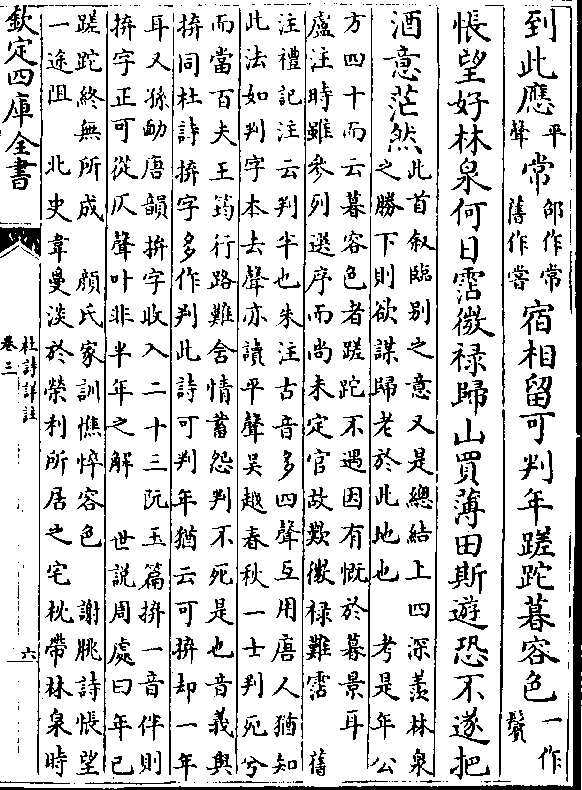 到此應平聲常邵作常舊作嘗宿相留可判年蹉跎暮容色一作鬢
悵望好林泉何日霑微禄歸山買薄田斯遊恐不遂把
酒意茫然此首叙臨别之意又是總結上四深羨林泉
之勝下則欲謀歸老於此地也 考是年公
方四十而云暮容色者蹉跎不遇因有慨於暮景耳
盧注時雖參列選序而尚未定官故歎微禄難霑 舊
注禮記注云判半也朱注古音多四聲互用唐人猶知
此法如判字本去聲亦讀平聲吳越春秋一士判死兮
而當百夫王筠行路難含情蓄怨判不死是也音義與
拚同杜詩拚字多作判此詩可判年猶云可拚却一年
耳又孫勔唐韻拚字收入二十三阮玉篇拚一音伴則
拚字正可從仄聲叶非半年之解 世說周處曰年已
蹉跎終無所成 顔氏家訓憔悴容色 謝脁詩悵望
一途阻 北史韋敻淡於榮利所居之宅枕帶林泉時
欽定四庫全書
杜詩詳註
卷三
六